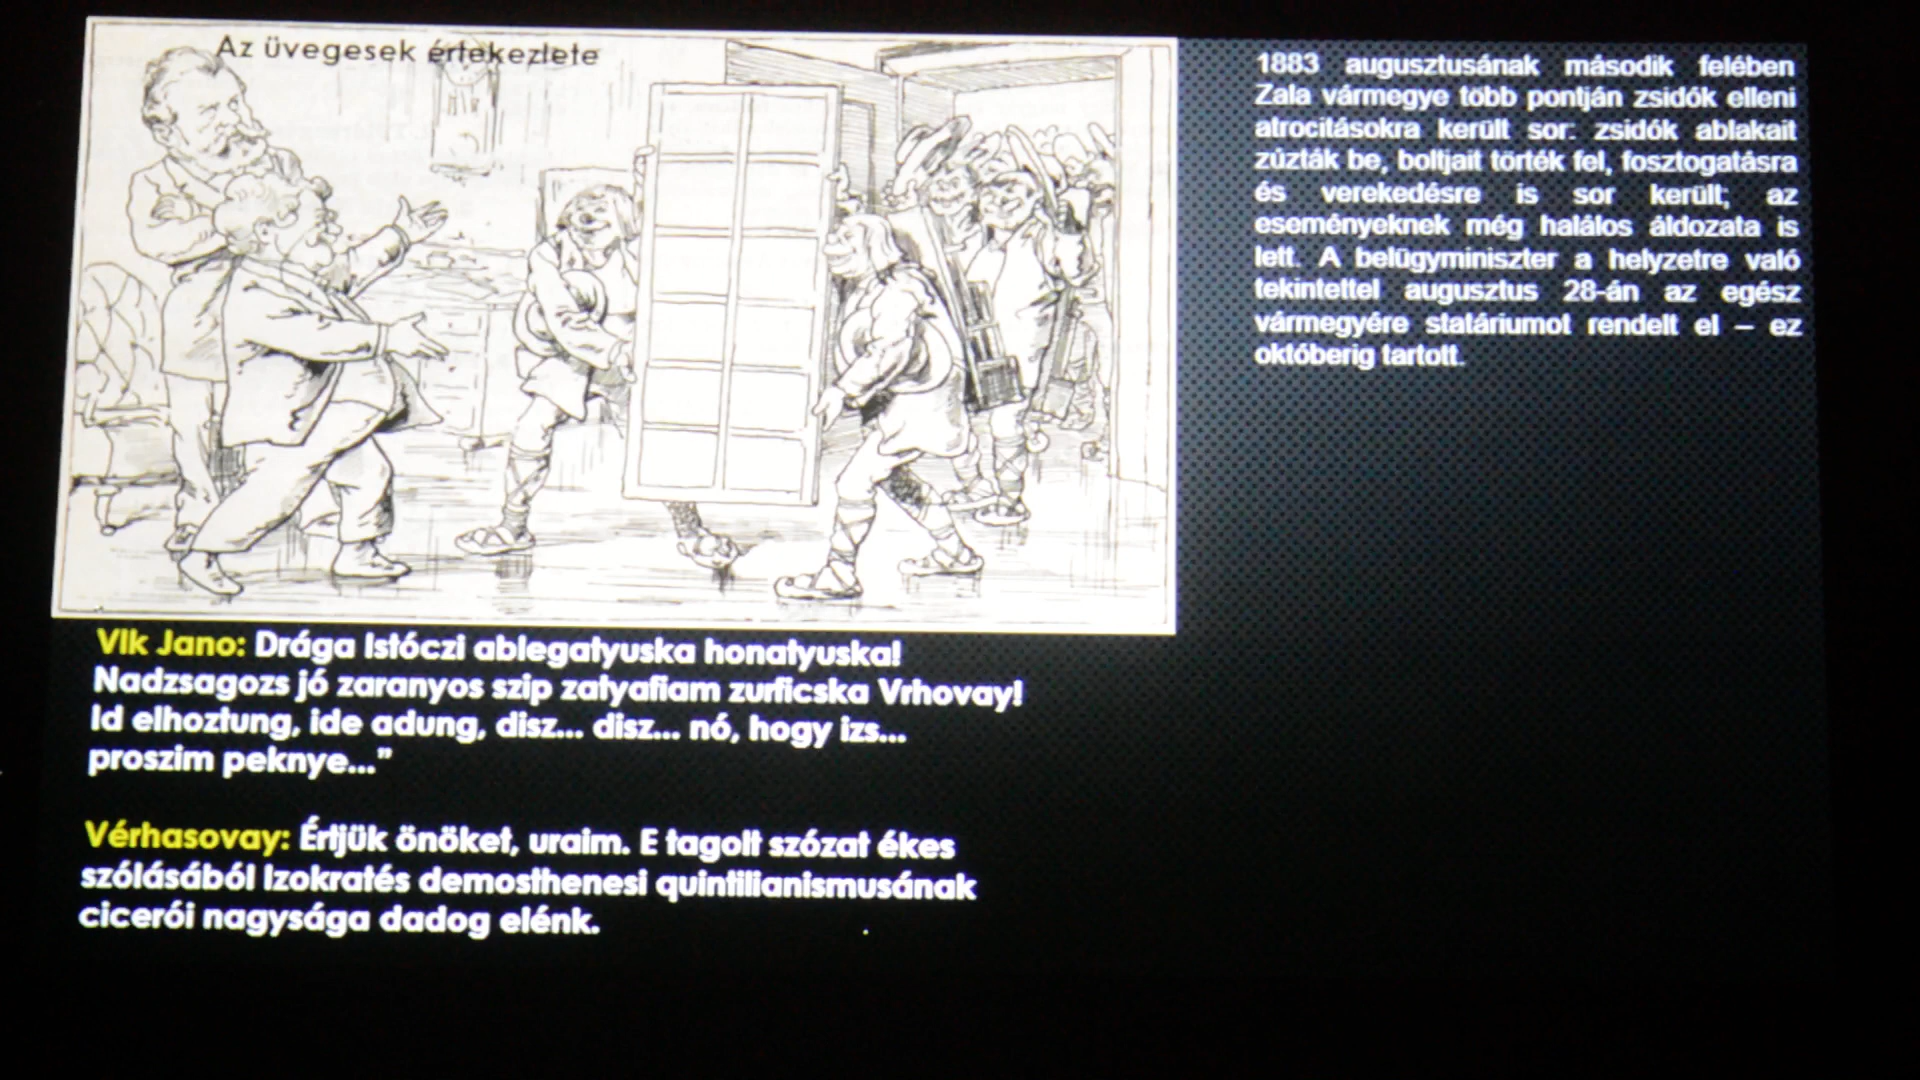 Az üvegesek értekezlete
Vlk Jano: Drága Istóczi ablegatyuska honatyuska!
Nadzsagozs jó zaranyos szip zatyafiam zurficska Vrhovay!
Id elhoztung, ide adung, disz... disz... nó, hogy izs...
proszim peknye..."
Vérhasovay: Értjük önöket, uraim. E tagolt szózat ékes
szólásából Izokratés demosthenesi quintilianismusának
cicerói nagysága dadog elénk.
1883 augusztusának második felében
Zala vármegye több pontján zsidók elleni
atrocitásokra került sor: zsidók ablakait
zúzták be, boltjait törték fel, fosztogatásra
és verekedésre is sor került; az
eseményeknek még halálos áldozata is
lett. A belügyminiszter a helyzetre való
tekintettel augusztus 28-án az egész
vármegyére statáriumot rendelt el – ez
októberig tartott.